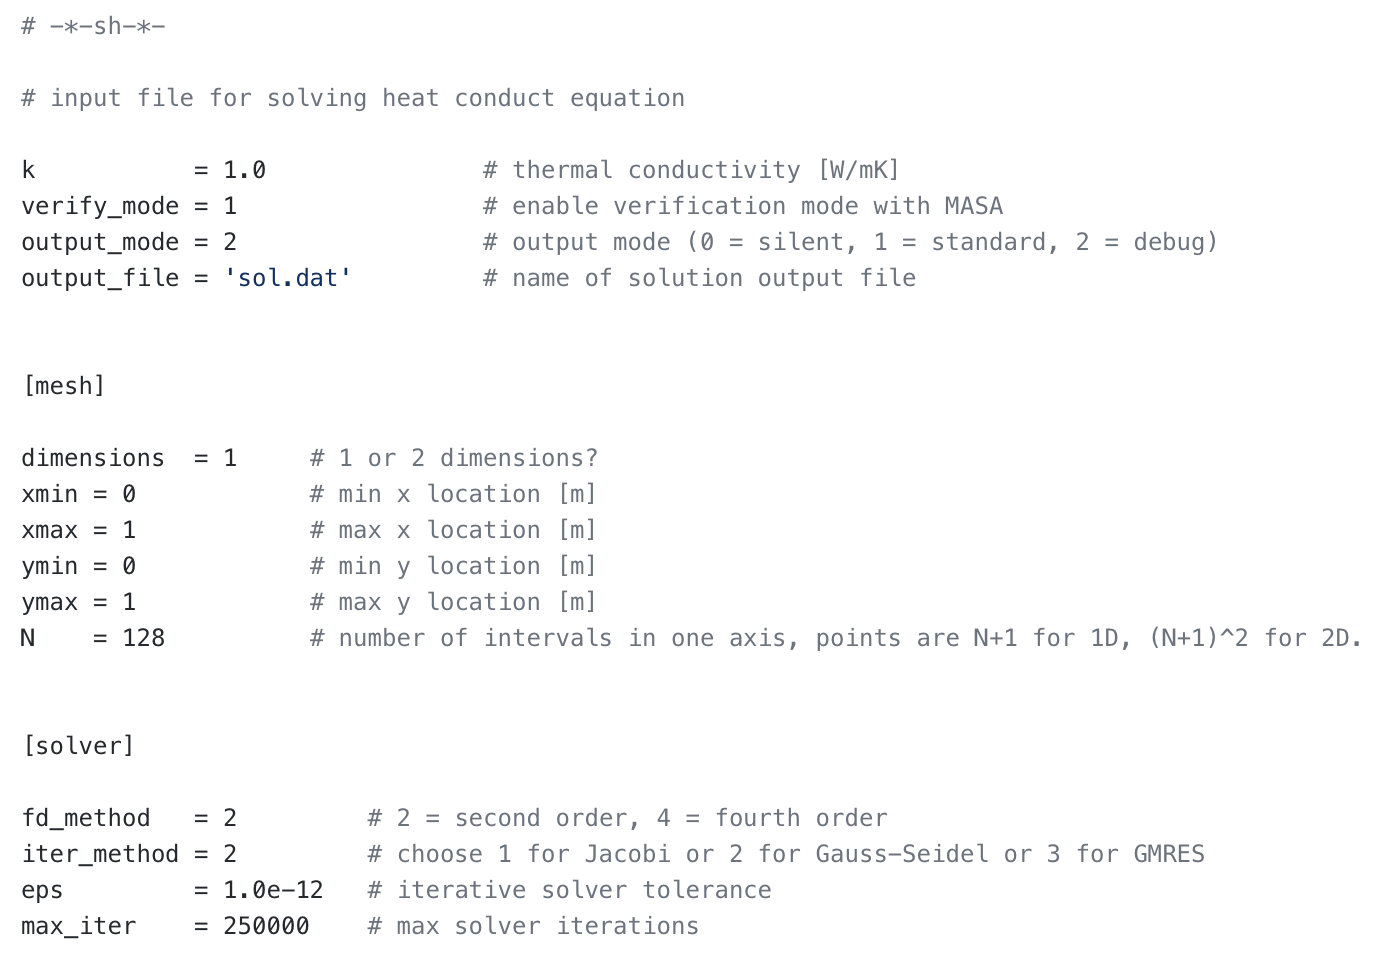 # -*-sh-*-
# input file for solving heat conduct equation
k           = 1.0               # thermal conductivity [W/mK]
verify_mode = 1                 # enable verification mode with MASA
output_mode = 2                 # output mode (0 = silent, 1 = standard, 2 = debug)
output_file = 'sol.dat'         # name of solution output file
[mesh]
dimensions  = 1     # 1 or 2 dimensions?
xmin = 0            # min x location [m]
xmax = 1            # max x location [m]
ymin = 0            # min y location [m]
ymax = 1            # max y location [m]
N    = 128          # number of intervals in one axis, points are N+1 for 1D, (N+1)^2 for 2D.
[solver]
fd_method   = 2         # 2 = second order, 4 = fourth order
iter_method = 2         # choose 1 for Jacobi or 2 for Gauss-Seidel or 3 for GMRES
eps         = 1.0e-12   # iterative solver tolerance
max_iter    = 250000    # max solver iterations